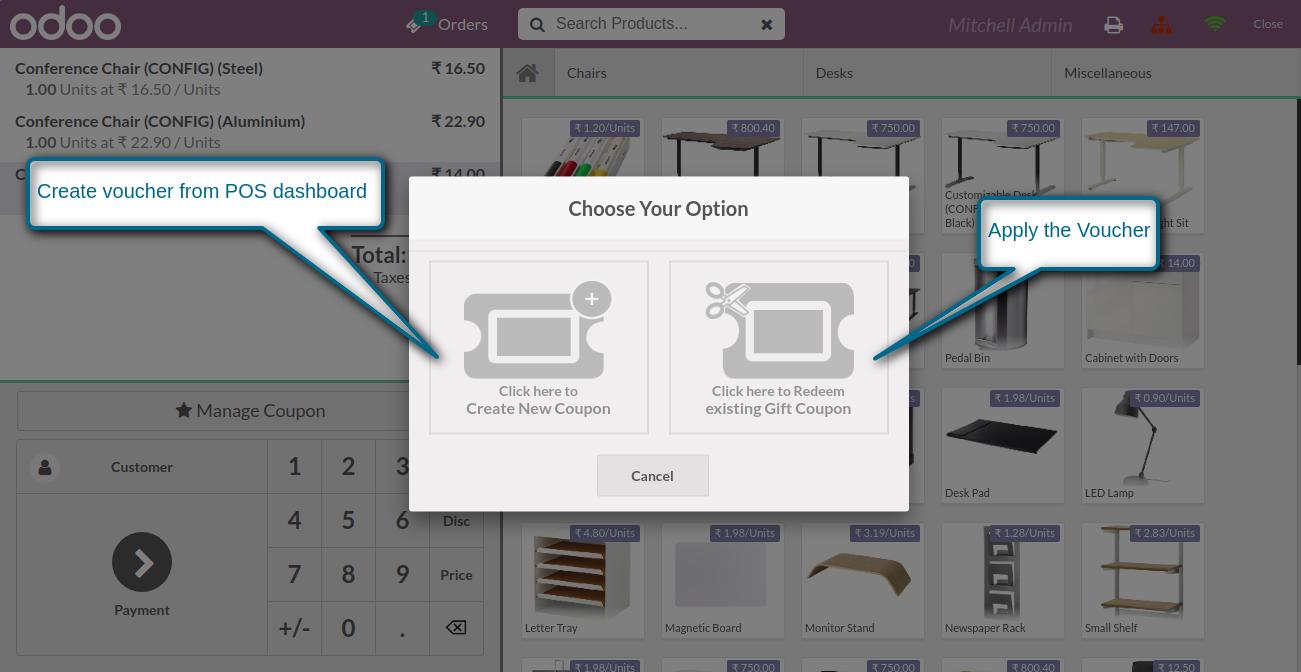 odoo
1
Orders
Search Products...
Mitchell Admin
Close
Conference Chair (CONFIG) (Steel)
₹ 16.50
1.00 Units at ₹ 16.50 / Units
Conference Chair (CONFIG) (Aluminium)
₹ 22.90
1.00 Units at ₹ 22.90 / Units
C
₹ 14.00
Create voucher from POS dashboard
Total:
Taxes
Manage Coupon
Customer
Payment
1
2
3
4
5
6
Disc
7
8
9
Price
+/-
0
.
Chairs
Desks
Miscellaneous
₹ 1.20/Units
₹ 800.40
₹ 750.00
₹ 750.00
₹ 147.00
Customizable Desk
(CONF
Black)
ght Sit
Choose Your Option
Click here to
Create New Coupon
Click here to Redeem
existing Gift Coupon
Cancel
Apply the Voucher
14.00
Pedal Bin
Cabinet with Doors
₹ 1.98/Units
₹ 0.90/Units
Desk Pad
LED Lamp
₹ 4.80/Units
₹ 1.98/Units
₹ 3.19/Units
₹ 1.28/Units
₹ 2.83/Units
Letter Tray
Magnetic Board
Monitor Stand
Newspaper Rack
Small Shelf
₹ 1.98/Units
₹ 750.00
₹ 750.00
₹ 800.40
₹ 12.50